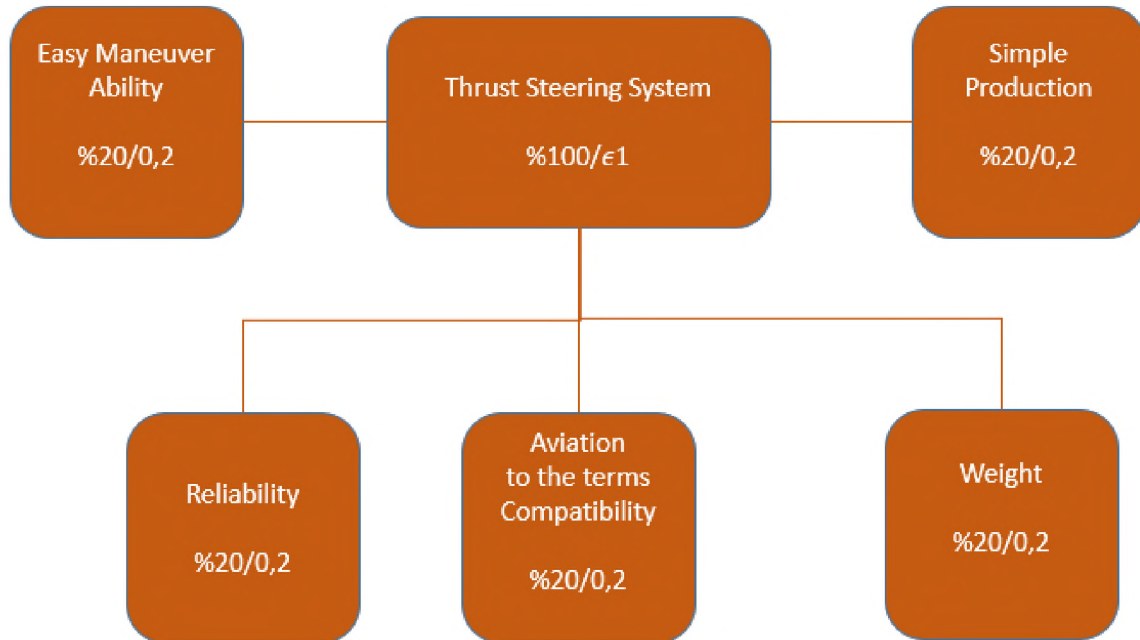 Easy Maneuver
Ability
%20/0,2
Thrust Steering System
%100/ϵ1
Simple
Production
%20/0,2
Reliability
%20/0,2
Aviation
to the terms
Compatibility
%20/0,2
Weight
%20/0,2